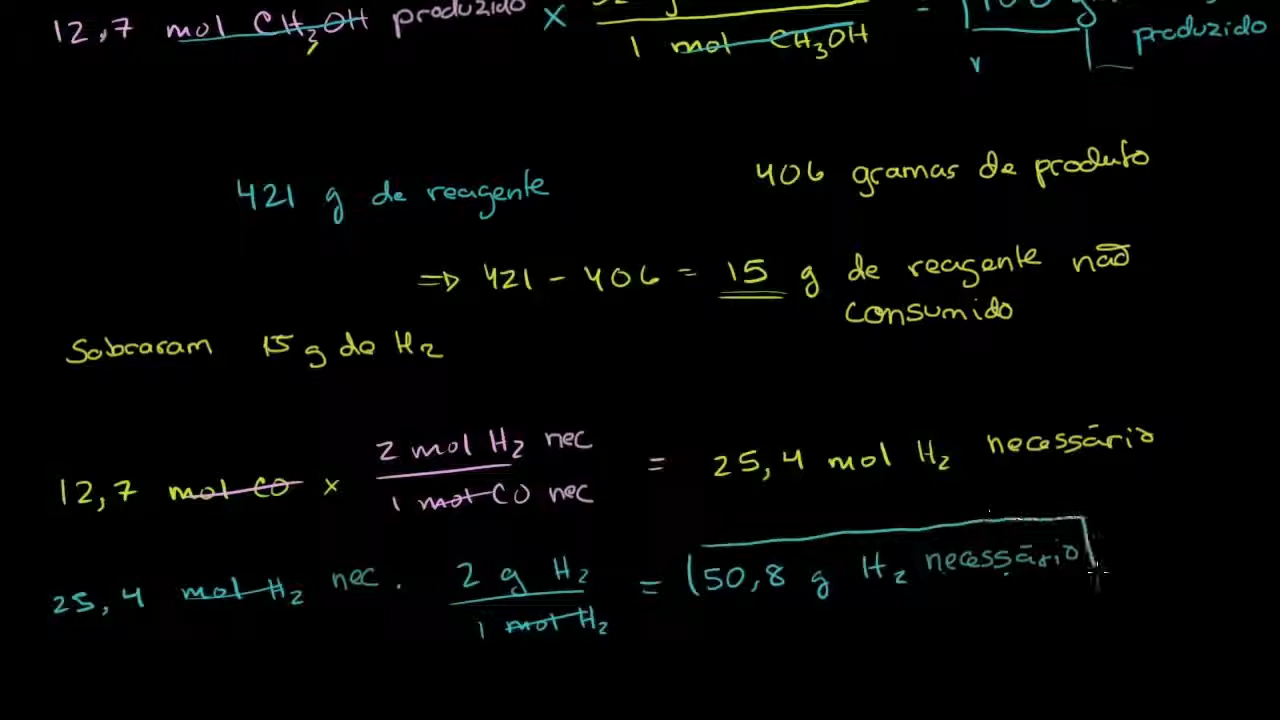 12,7 mol CH3OH produzido x g = g
1 mol CH3OH produzido
421 g de reagente 406 gramas de produto
=> 421 - 406 = 15 g de reagente não
consumido
Sobraram 15 g de H2
2 mol H2 nec
12,7 mol CO x = 25,4 mol H2 necessário
1 mol CO nec
2 g H2
25,4 mol H2 nec. = 50,8 g H2 necessário
1 mol H2